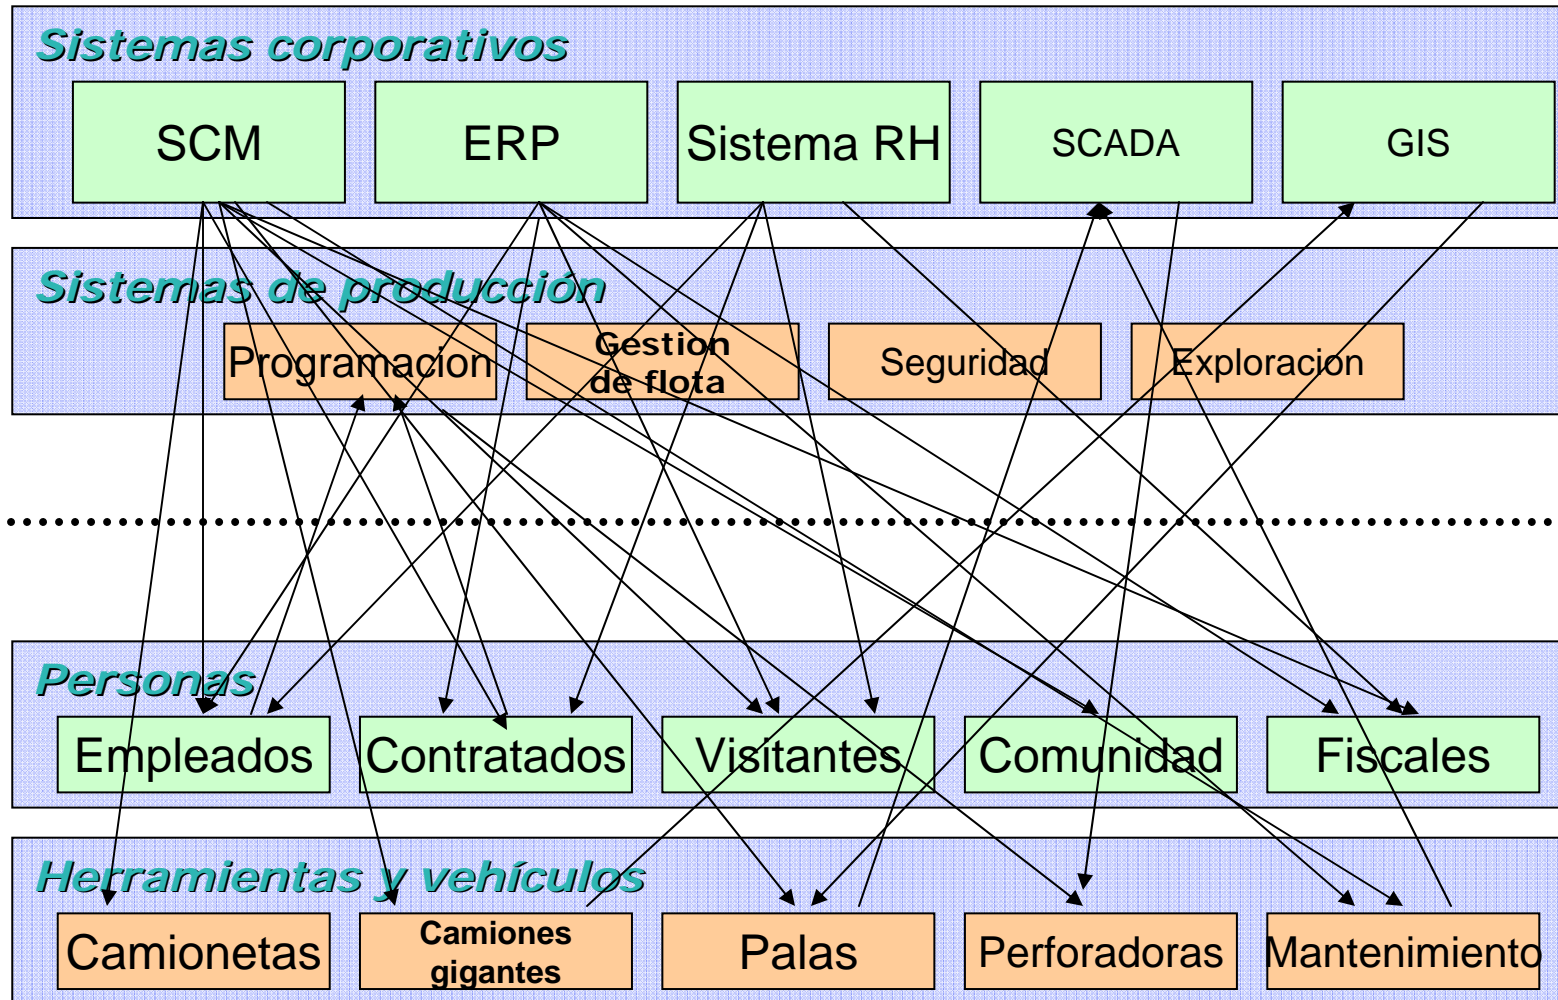 Sistemas corporativos
SCM
ERP
Sistema RH
SCADA
GIS
Sistemas de producción
Programacion
Gestion
de flota
Seguridad
Exploracion
Personas
Empleados
Contratados
Visitantes
Comunidad
Fiscales
Herramientas y vehículos
Camionetas
Camiones
gigantes
Palas
Perforadoras
Mantenimiento